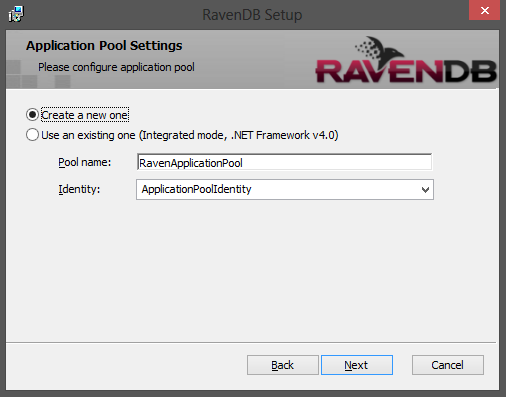 RavenDB Setup
Application Pool Settings
Please configure application pool
RAVENDB
Create a new one
Use an existing one (Integrated mode, .NET Framework v4.0)
Pool name: RavenApplicationPool
Identity: ApplicationPoolIdentity
Back Next Cancel